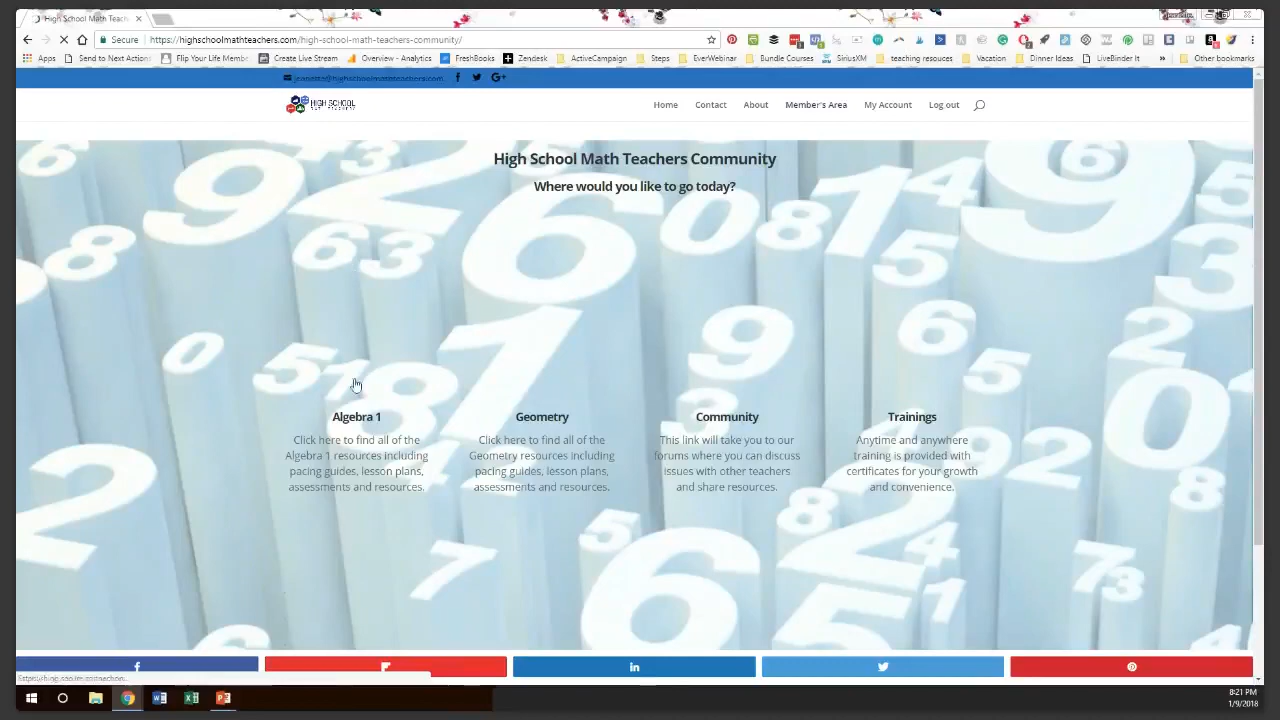 High School Math Teach
Secure https://highschoolmathteachers.com/high-school-math-teachers-community/
Apps Send to Next Action Flip Your Life Membe Create Live Stream Overview - Analytics FreshBooks Zendesk ActiveCampaign Steps EverWebinar Bundle Courses SiriusXM teaching resouces Vacation Dinner Ideas LiveBinder It » Other bookmarks
jeanette@highschoolmathteachers.com
HIGH SCHOOL
Home Contact About Member's Area My Account Log out
High School Math Teachers Community
Where would you like to go today?
Algebra 1
Click here to find all of the
Algebra 1 resources including
pacing guides, lesson plans,
assessments and resources.
Geometry
Click here to find all of the
Geometry resources including
pacing guides, lesson plans,
assessments and resources.
Community
This link will take you to our
forums where you can discuss
issues with other teachers
and share resources.
Trainings
Anytime and anywhere
training is provided with
certificates for your growth
and convenience.
8:21 PM
1/9/2018